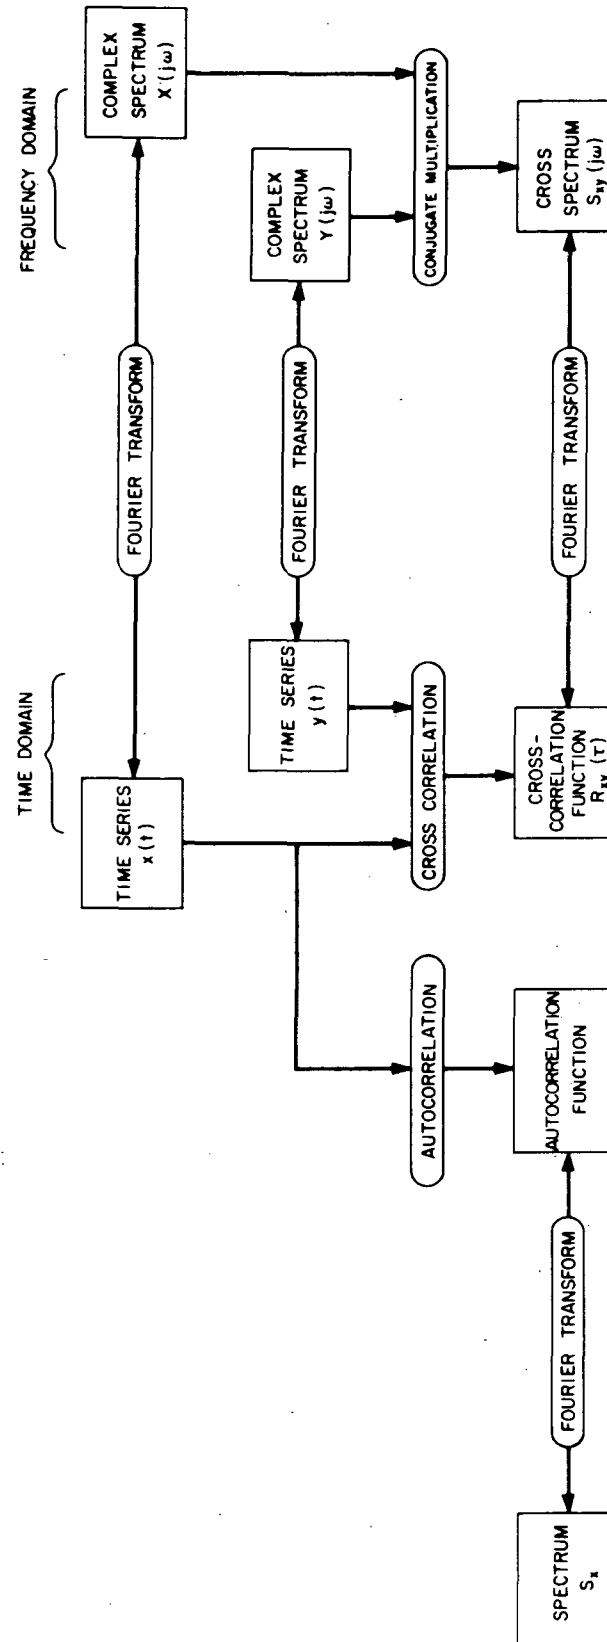 TIME DOMAIN
FREQUENCY DOMAIN
TIME SERIES
x (t)
FOURIER TRANSFORM
COMPLEX
SPECTRUM
X (jω)
TIME SERIES
y (t)
FOURIER TRANSFORM
COMPLEX
SPECTRUM
Y (jω)
AUTOCORRELATION
CROSS CORRELATION
CONJUGATE MULTIPLICATION
SPECTRUM
Sx
FOURIER TRANSFORM
AUTOCORRELATION
FUNCTION
CROSS-
CORRELATION
FUNCTION
Rxy (τ)
FOURIER TRANSFORM
CROSS
SPECTRUM
Sxy (jω)